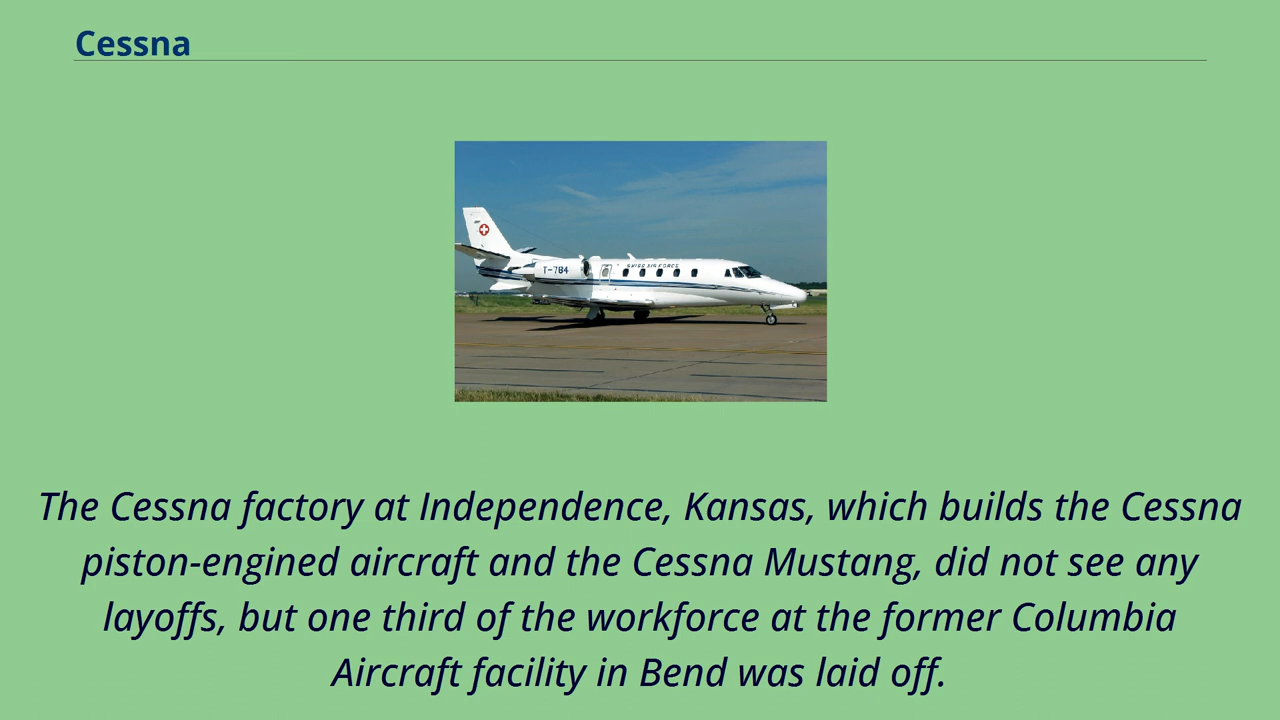 Cessna
SWISS AIR FORCE
T-784
The Cessna factory at Independence, Kansas, which builds the Cessna
piston-engined aircraft and the Cessna Mustang, did not see any
layoffs, but one third of the workforce at the former Columbia
Aircraft facility in Bend was laid off.